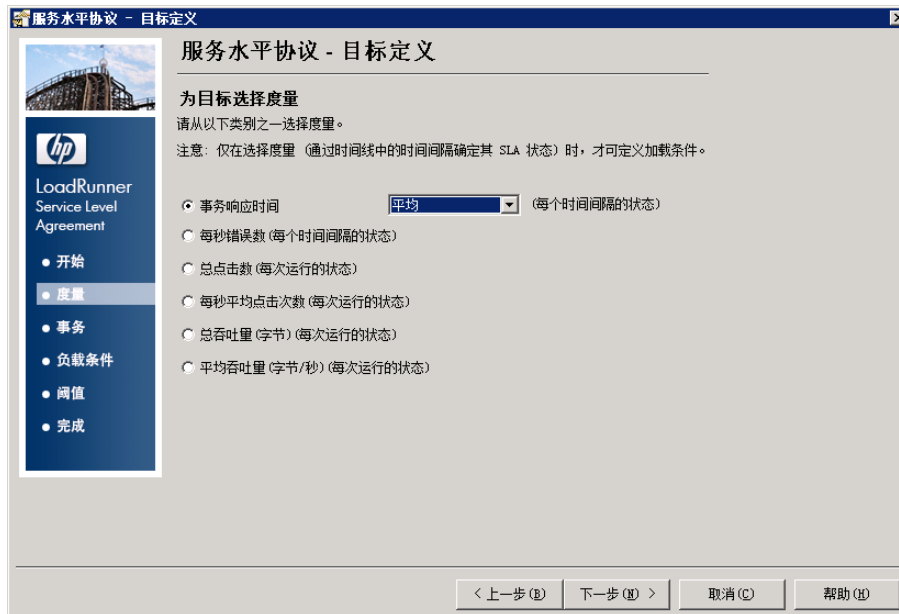 服务水平协议 - 目标定义
服务水平协议 - 目标定义
为目标选择度量
请从以下类别之一选择度量。
注意: 仅在选择度量 (通过时间线中的时间间隔确定其 SLA 状态) 时，才可定义加载条件。
hp
LoadRunner
Service Level
Agreement
开始
度量
事务
负载条件
阈值
完成
事务响应时间 平均 (每个时间间隔的状态)
每秒错误数(每个时间间隔的状态)
总点击数(每次运行的状态)
每秒平均点击次数(每次运行的状态)
总吞吐量(字节)(每次运行的状态)
平均吞吐量(字节/秒)(每次运行的状态)
< 上一步(B) 下一步(N) > 取消(C) 帮助(H)